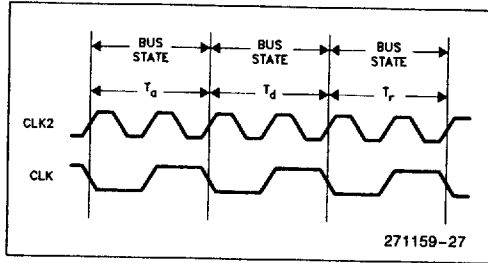 BUS STATE BUS STATE BUS STATE
Ta Td Tr
CLK2
CLK
271159-27